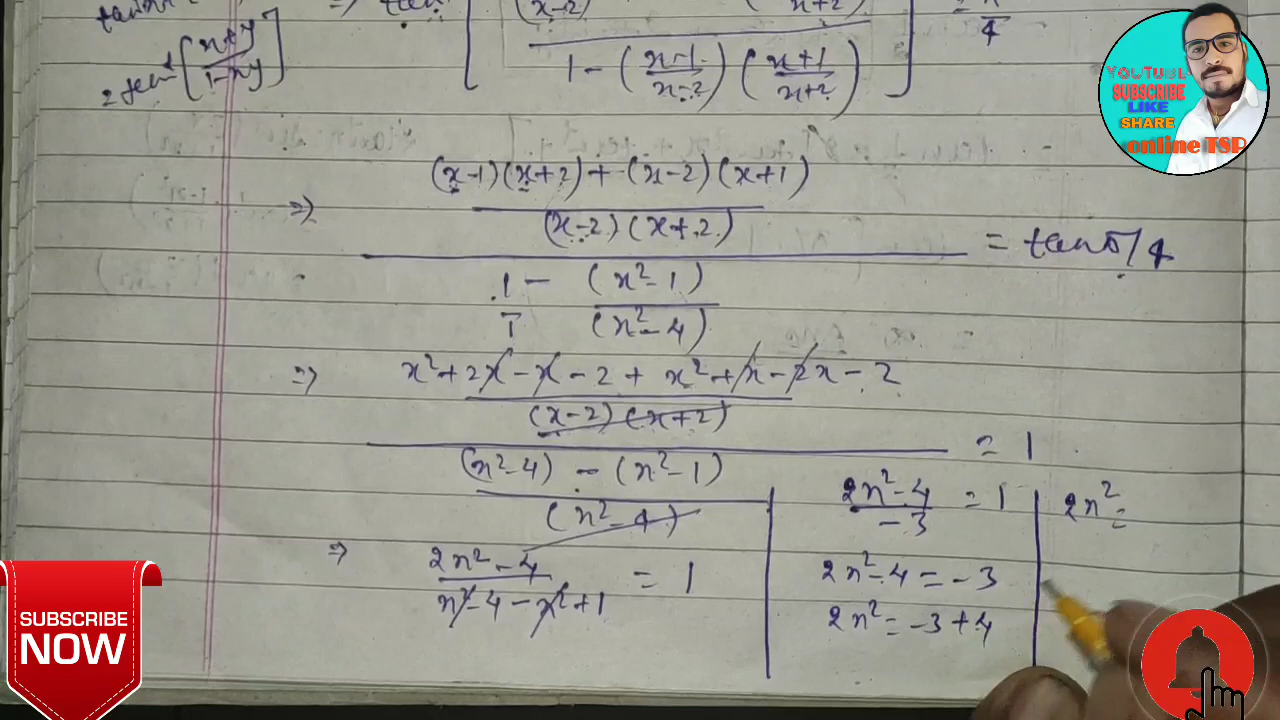 (x-2) (x+2)
1 - (x-1/x-2) (x+1/x+2)
4
[x+y/1-xy]
YOUTUBE
SUBSCRIBE
LIKE
SHARE
online TSP
=> (x-1)(x+2) + (x-2)(x+1)
(x-2)(x+2)
= tan π/4
1 - (x²-1)
1 (x²-4)
=> x²+2x-x-2+x²+x-2x-2
(x-2)(x+2)
= 1
(x²-4) - (x²-1)
(x²-4)
=> 2x²-4
x²-4-x²+1
= 1
2x²-4/-3 = 1
2x²-4 = -3
2x² = -3+4
2x² =
SUBSCRIBE
NOW